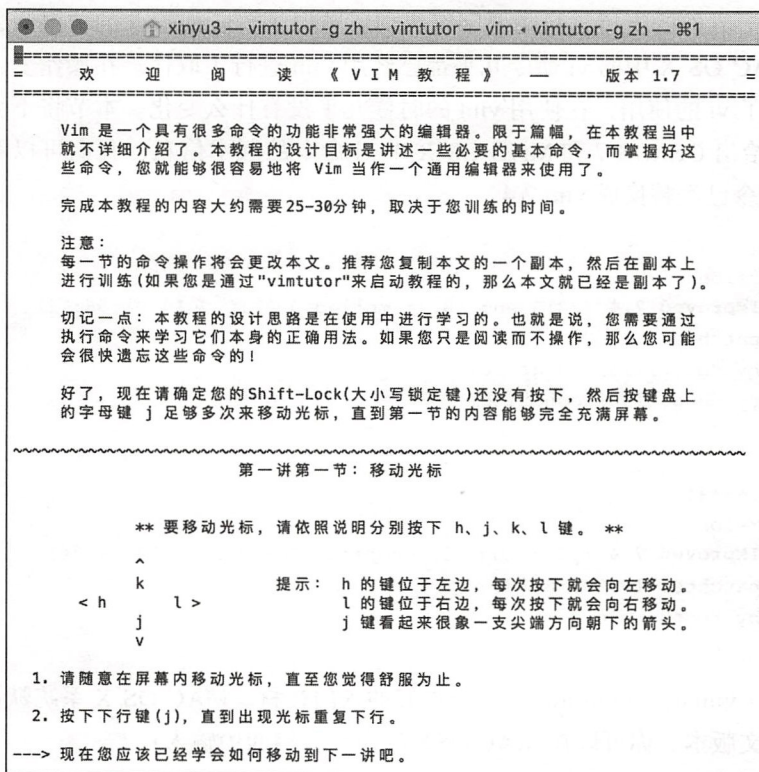 xinyu3 — vimtutor -g zh — vimtutor — vim ◂ vimtutor -g zh — ⌘1
===============================================================================
=      欢     迎     阅     读   《 V I M 教 程 》   —      版本 1.7      =
===============================================================================
Vim 是一个具有很多命令的功能非常强大的编辑器。限于篇幅，在本教程当中
就不详细介绍了。本教程的设计目标是讲述一些必要的基本命令，而掌握好这
些命令，您就能够很容易地将 Vim 当作一个通用编辑器来使用了。
完成本教程的内容大约需要25-30分钟，取决于您训练的时间。
注意：
每一节的命令操作将会更改本文。推荐您复制本文的一个副本，然后在副本上
进行训练(如果您是通过"vimtutor"来启动教程的，那么本文就已经是副本了)。
切记一点：本教程的设计思路是在使用中进行学习的。也就是说，您需要通过
执行命令来学习它们本身的正确用法。如果您只是阅读而不操作，那么您可能
会很快遗忘这些命令的！
好了，现在请确定您的Shift-Lock(大小写锁定键)还没有按下，然后按键盘上
的字母键 j 足够多次来移动光标，直到第一节的内容能够完全充满屏幕。
~~~~~~~~~~~~~~~~~~~~~~~~~~~~~~~~~~~~~~~~~~~~~~~~~~~~~~~~~~~~~~~~~~~~~~~~~~~~~~~
第一讲第一节：移动光标
** 要移动光标，请依照说明分别按下 h、j、k、l 键。 **
^
k          提示： h 的键位于左边，每次按下就会向左移动。
< h     l >          l 的键位于右边，每次按下就会向右移动。
j          j 键看起来很象一支尖端方向朝下的箭头。
v
1. 请随意在屏幕内移动光标，直至您觉得舒服为止。
2. 按下下行键(j)，直到出现光标重复下行。
---> 现在您应该已经学会如何移动到下一讲吧。